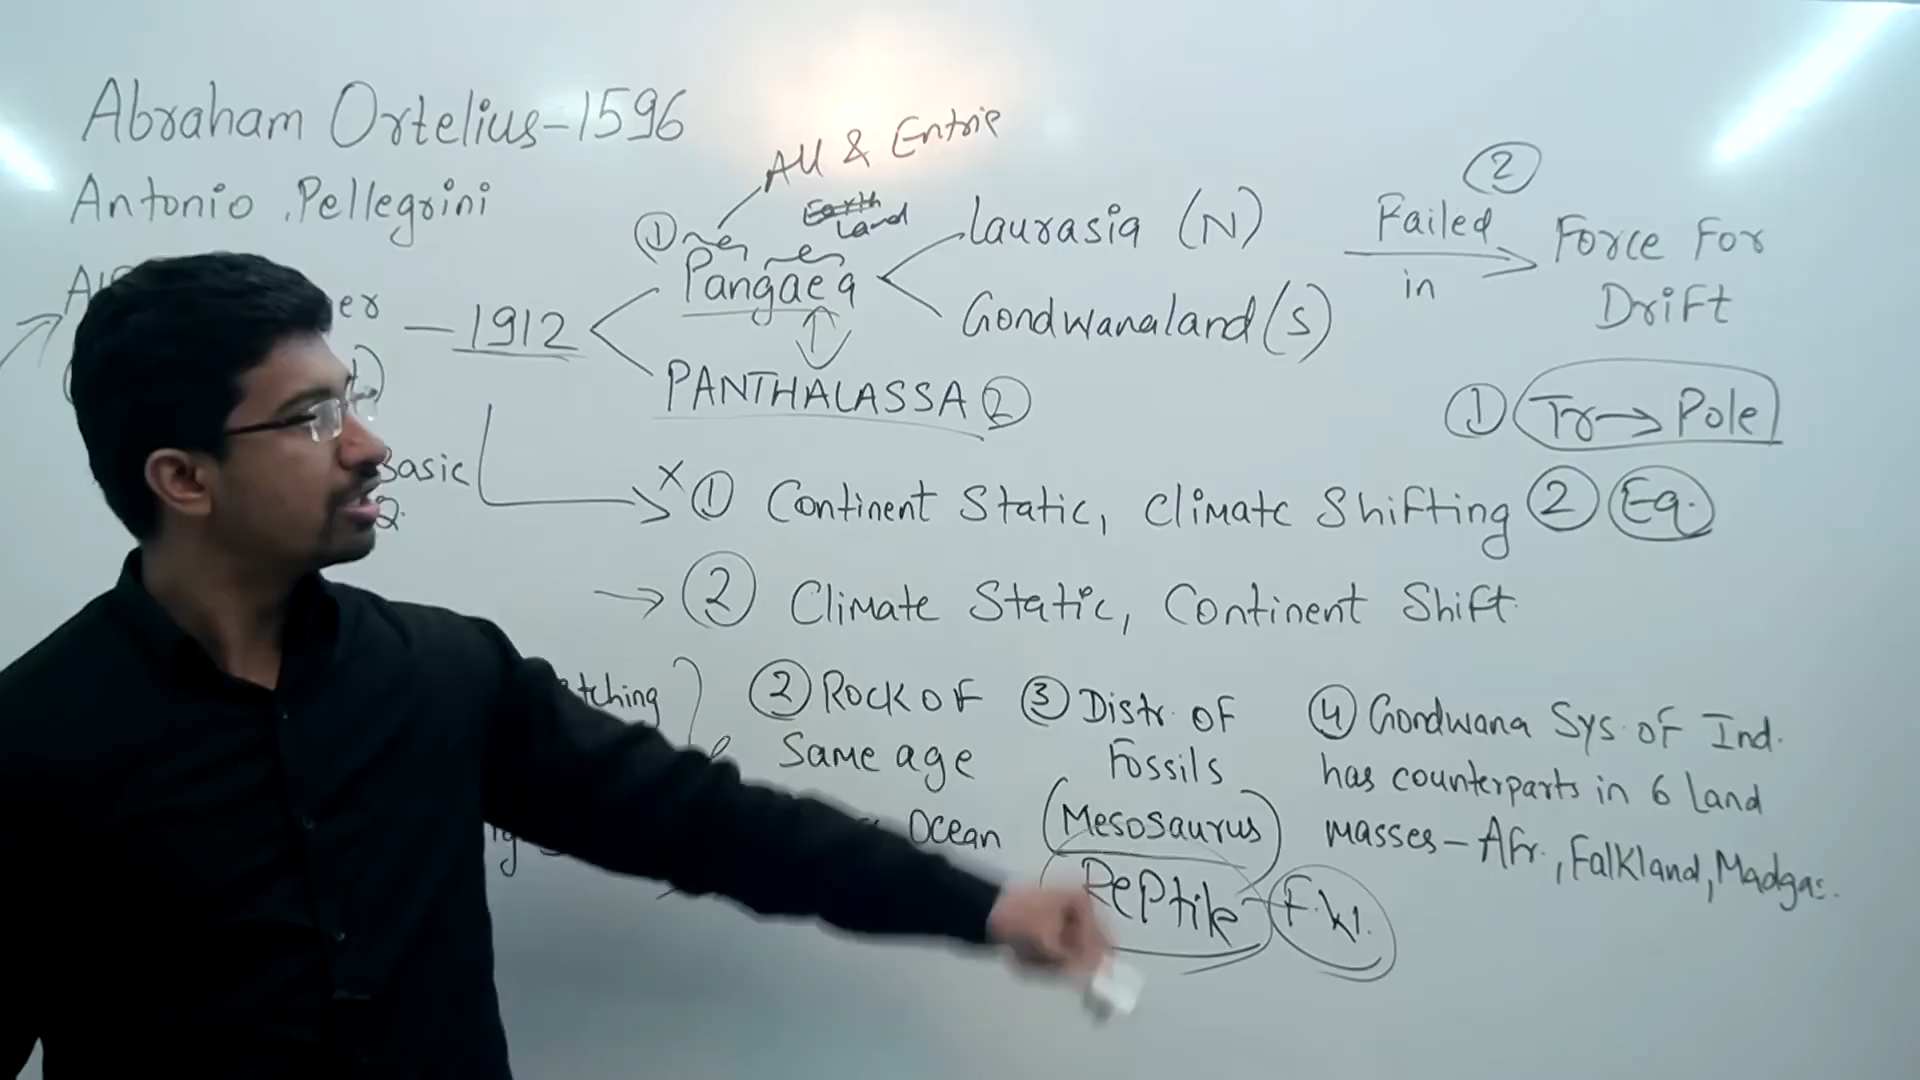 Abraham Ortelius-1596
Antonio Pellegrini
er — 1912
Basic
2.
① Pangaea
All & Entrie
Land
Laurasia (N)
Gondwanaland (S)
PANTHALASSA ②
②
Failed in
Force For
Drift
① Tr → Pole
② Eq.
x ① Continent Static, Climate Shifting
→ ② Climate Static, Continent Shift
tching
② Rock of
Same age
Ocean
③ Distr. of
Fossils
(Mesosaurus)
Reptile
④ Gondwana Sys. of Ind.
has counterparts in 6 land
masses - Afr., Falkland, Madgas.